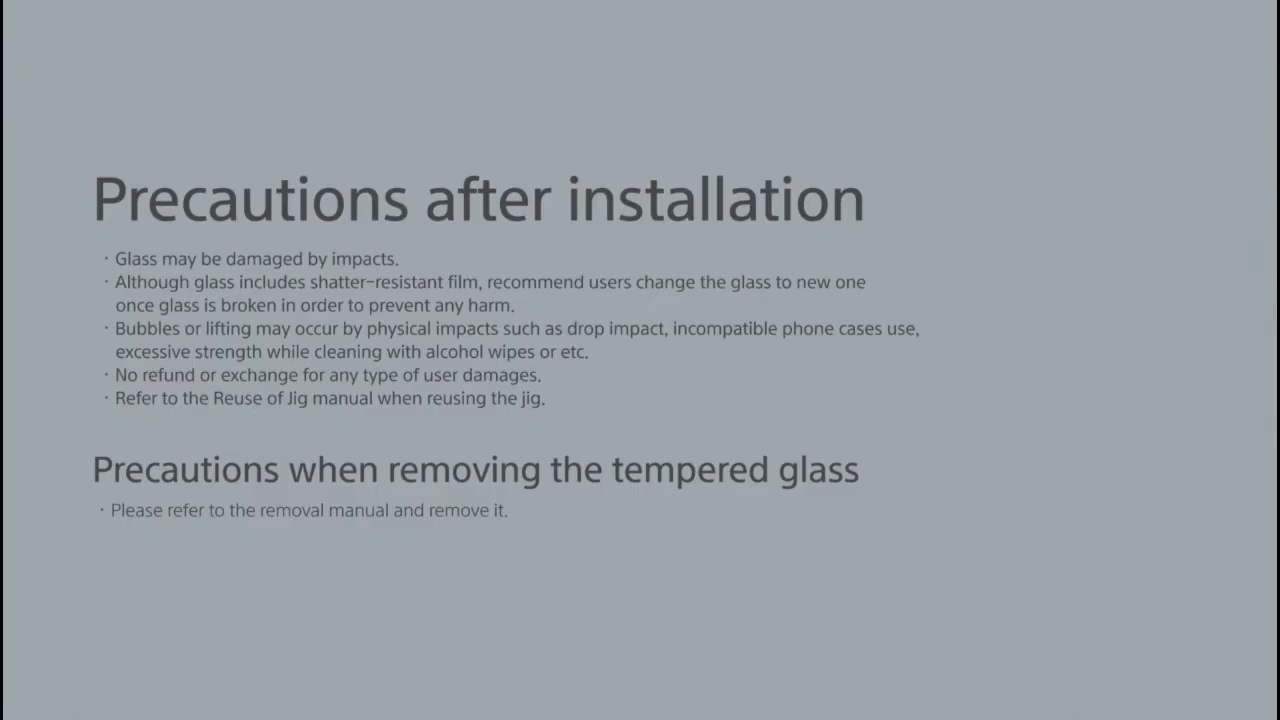 Precautions after installation
· Glass may be damaged by impacts.
· Although glass includes shatter-resistant film, recommend users change the glass to new one
once glass is broken in order to prevent any harm.
· Bubbles or lifting may occur by physical impacts such as drop impact, incompatible phone cases use,
excessive strength while cleaning with alcohol wipes or etc.
· No refund or exchange for any type of user damages.
· Refer to the Reuse of Jig manual when reusing the jig.
Precautions when removing the tempered glass
· Please refer to the removal manual and remove it.